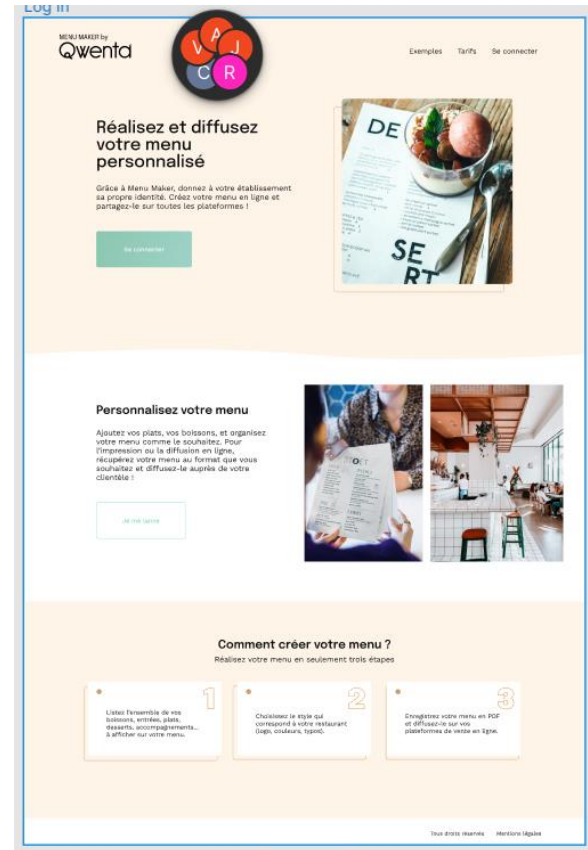 Log in
MENU MAKER by
Qwenta
V A J
C R
Exemples Tarifs Se connecter
Réalisez et diffusez
votre menu
personnalisé
Grâce à Menu Maker, donnez à votre établissement
sa propre identité. Créez votre menu en ligne et
partagez-le sur toutes les plateformes !
Se connecter
DE
SE
RT
Personnalisez votre menu
Ajoutez vos plats, vos boissons, et organisez
votre menu comme le souhaitez. Pour
l'impression ou la diffusion en ligne,
récupérez votre menu au format que vous
souhaitez et diffusez-le auprès de votre
clientèle !
Je me lance
Comment créer votre menu ?
Réalisez votre menu en seulement trois étapes
1
Listez l'ensemble de vos
boissons, entrées, plats,
desserts, accompagnements...
à afficher sur votre menu.
2
Choisissez le style qui
correspond à votre restaurant
(logo, couleurs, typos).
3
Enregistrez votre menu en PDF
et diffusez-le sur vos
plateformes de vente en ligne.
Tous droits réservés Mentions légales